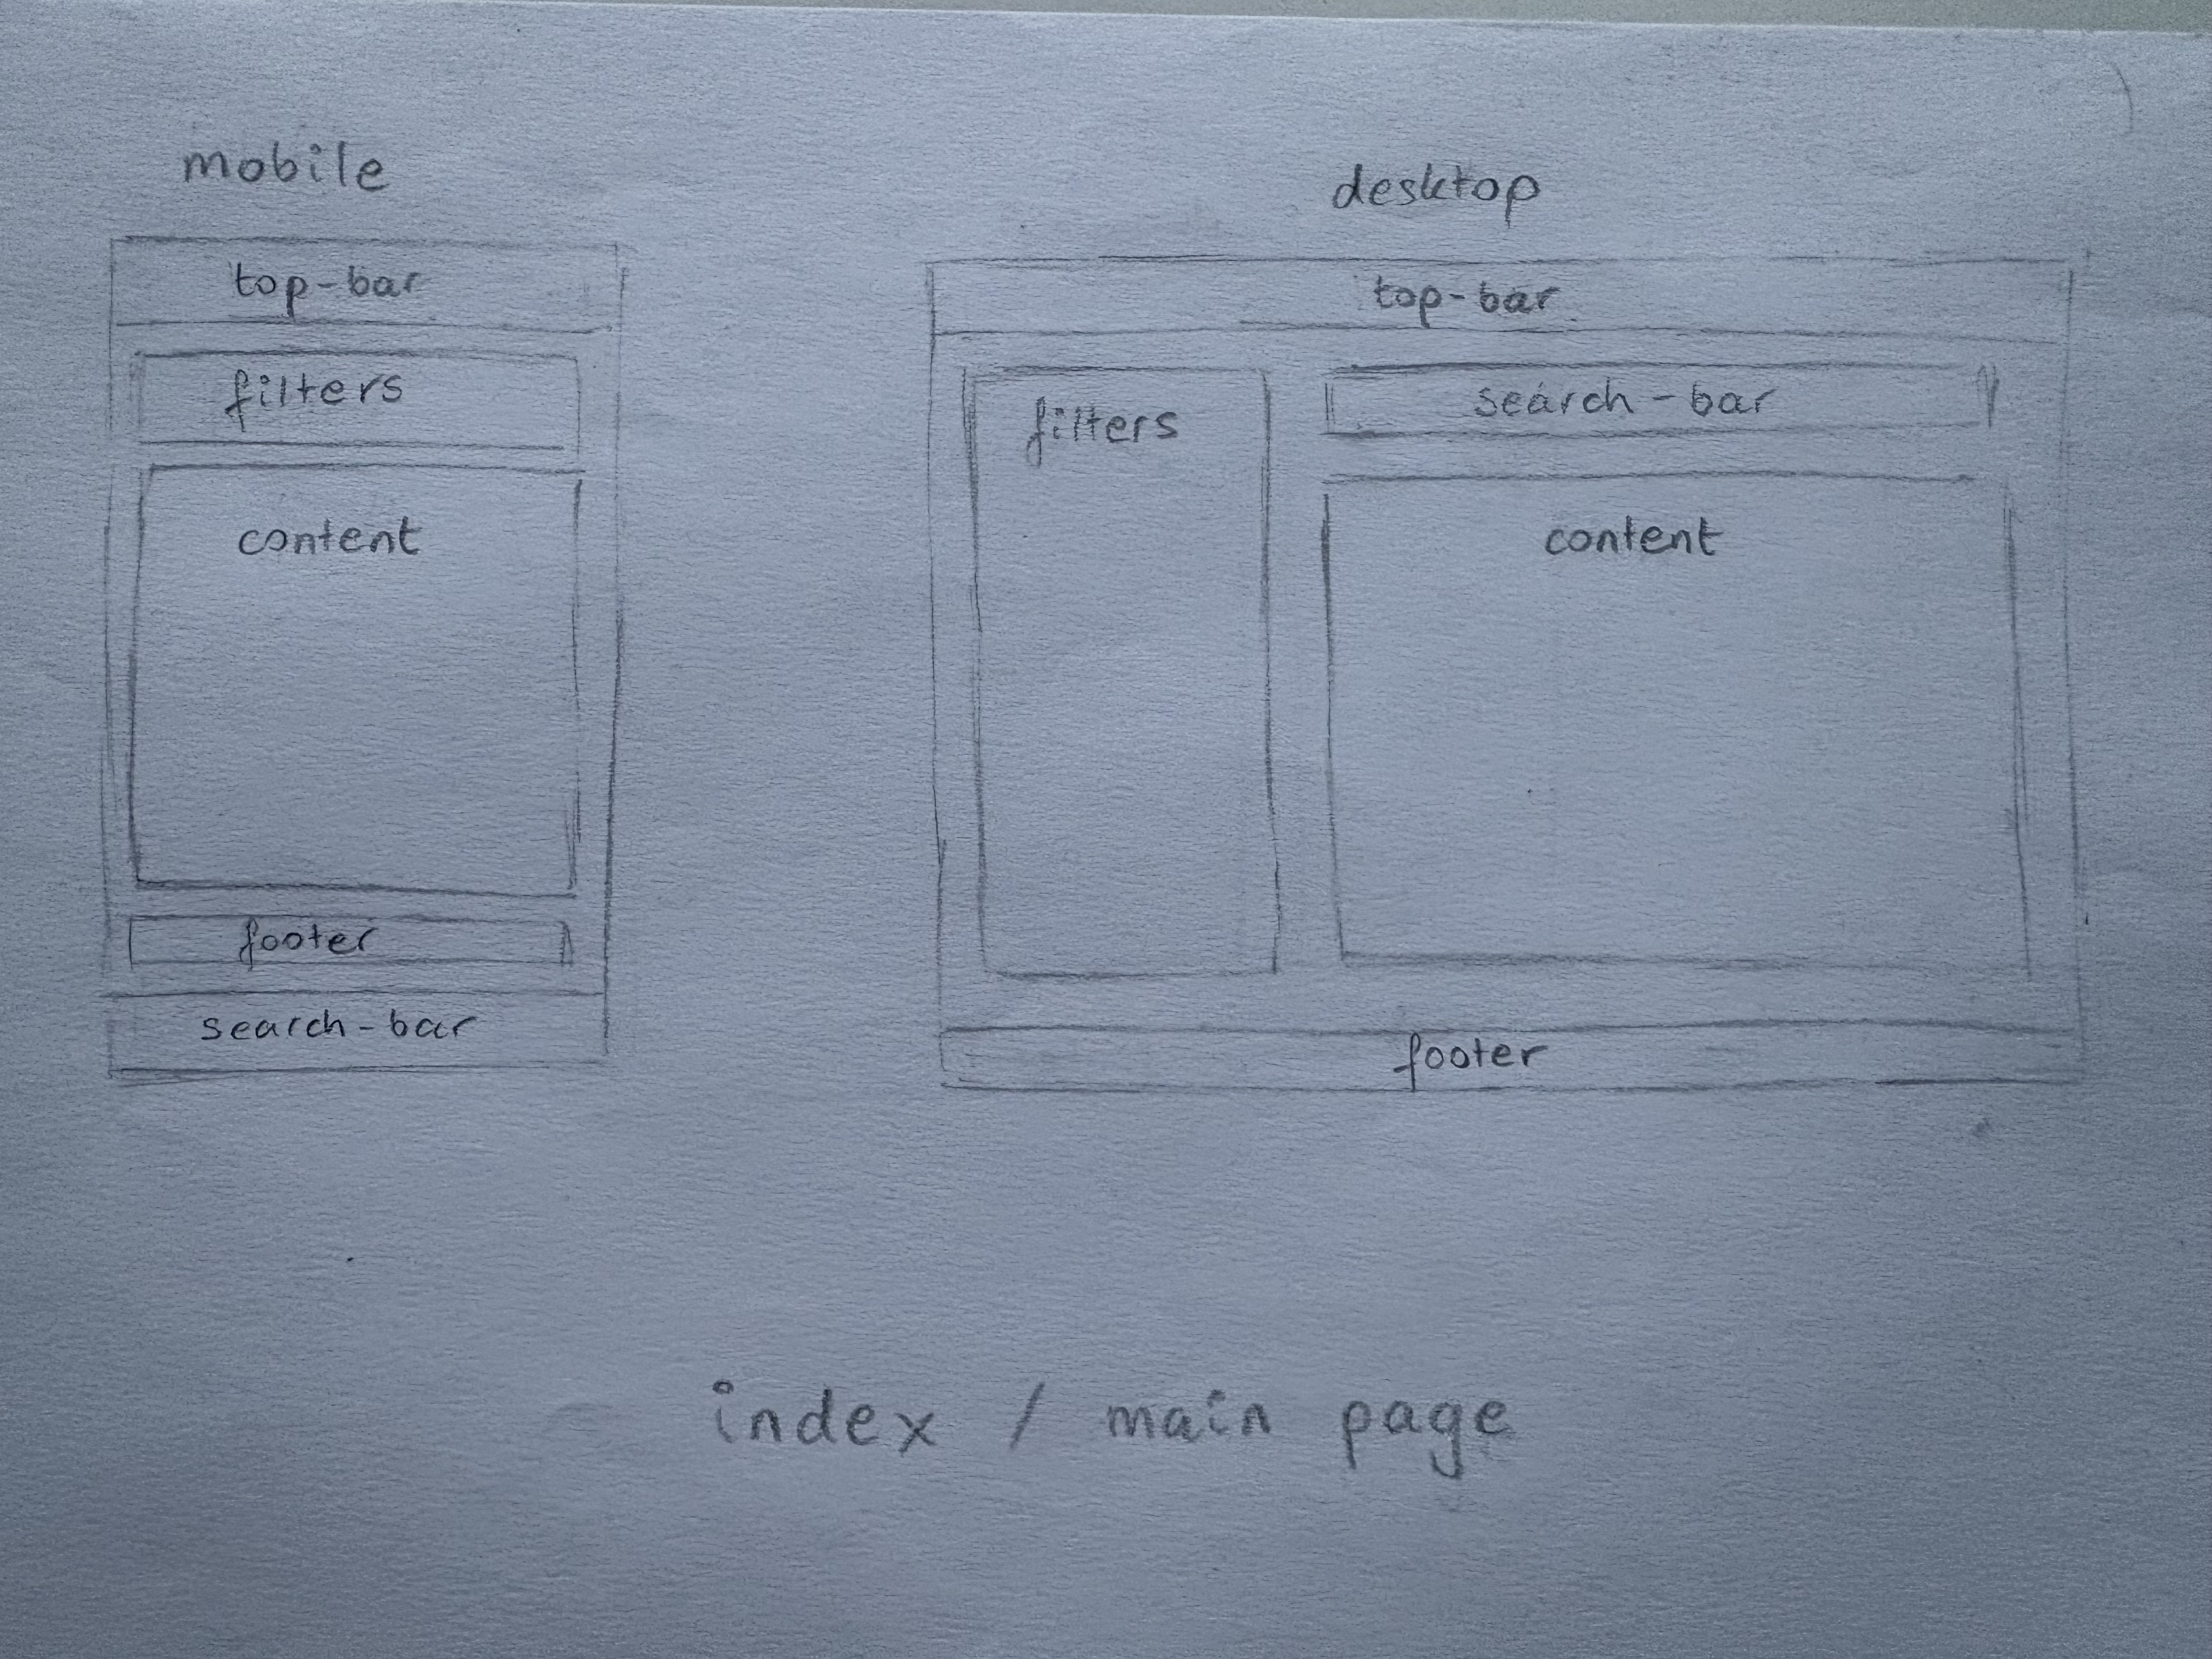 mobile
top-bar
filters
content
footer
search-bar
desktop
top-bar
filters
search-bar
content
footer
index / main page